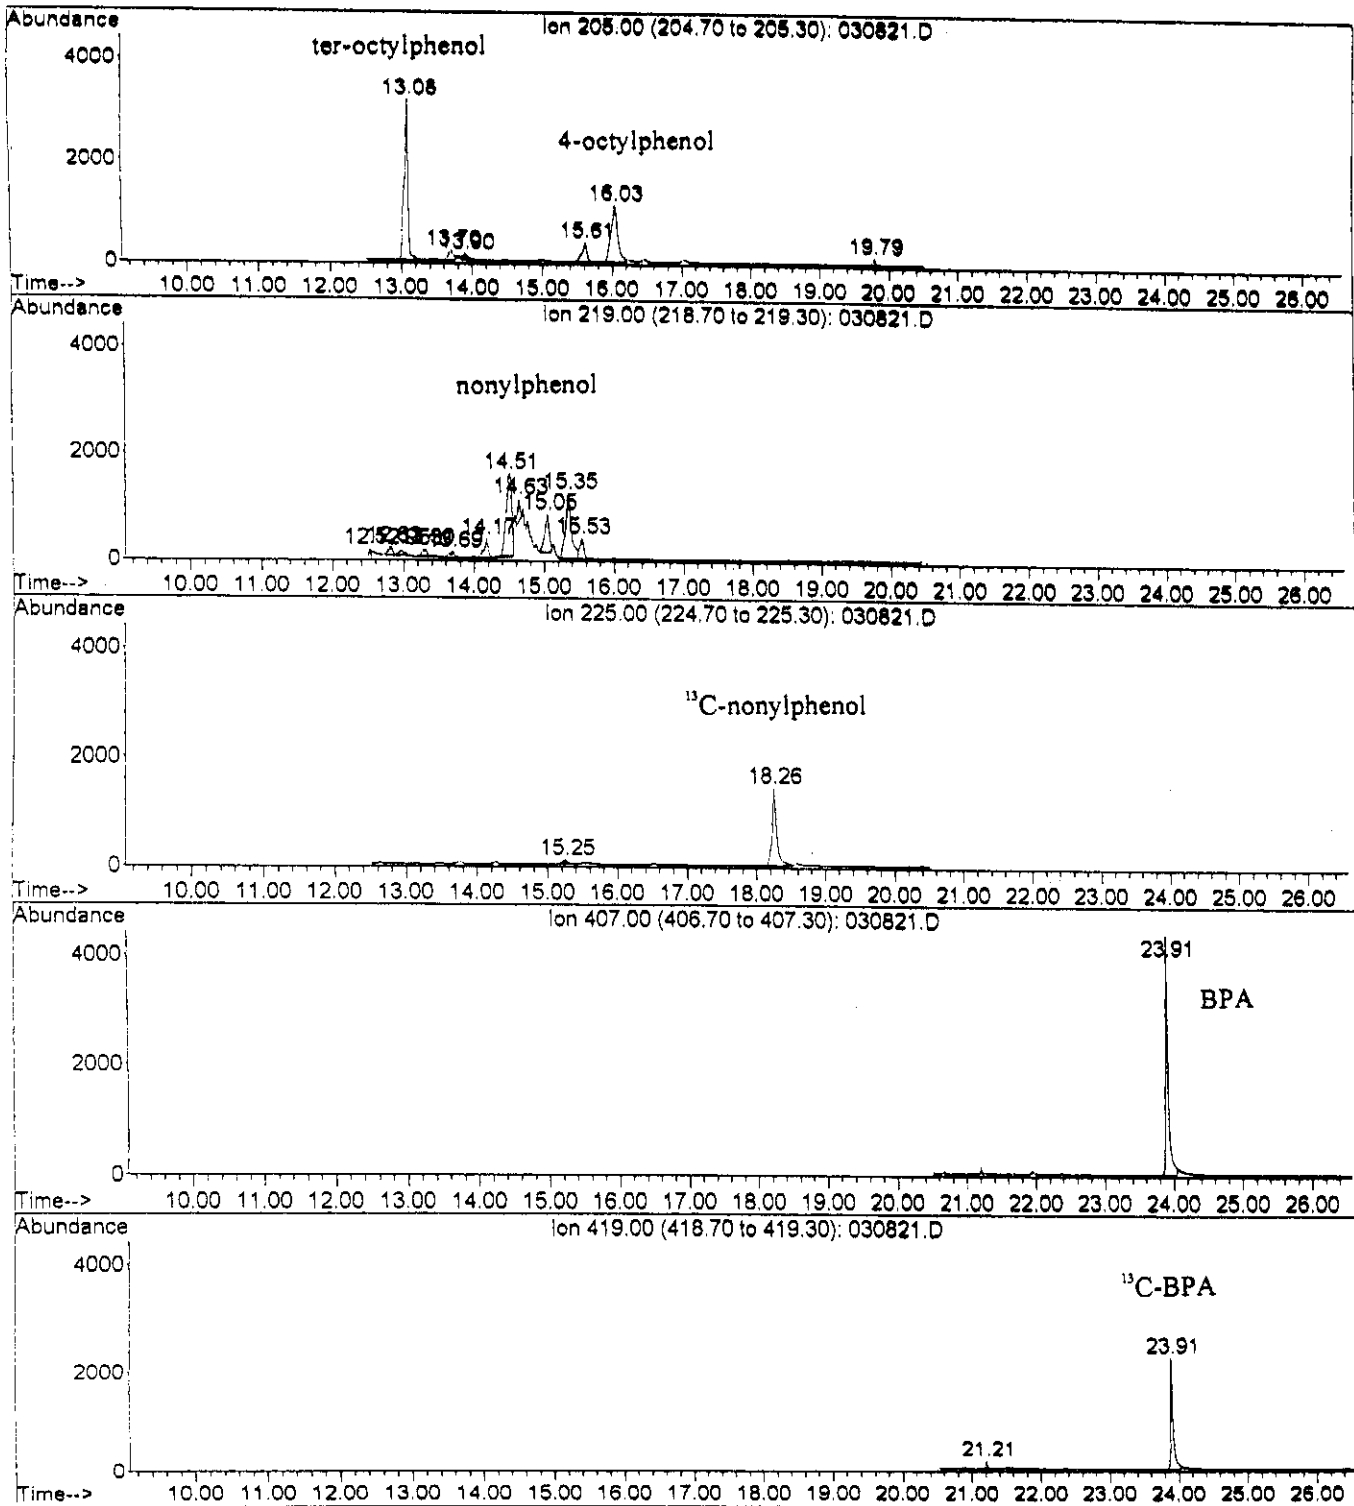 Abundance
Ion 205.00 (204.70 to 205.30): 030821.D
ter-octylphenol
4000
13.08
4-octylphenol
2000
16.03
13.70
13.90
15.61
19.79
0
Time-->
10.00 11.00 12.00 13.00 14.00 15.00 16.00 17.00 18.00 19.00 20.00 21.00 22.00 23.00 24.00 25.00 26.00
Abundance
Ion 219.00 (218.70 to 219.30): 030821.D
4000
nonylphenol
2000
14.51
14.63
15.35
15.05
14.17
15.53
13.69
0
Time-->
10.00 11.00 12.00 13.00 14.00 15.00 16.00 17.00 18.00 19.00 20.00 21.00 22.00 23.00 24.00 25.00 26.00
Abundance
Ion 225.00 (224.70 to 225.30): 030821.D
4000
¹³C-nonylphenol
2000
18.26
15.25
0
Time-->
10.00 11.00 12.00 13.00 14.00 15.00 16.00 17.00 18.00 19.00 20.00 21.00 22.00 23.00 24.00 25.00 26.00
Abundance
Ion 407.00 (406.70 to 407.30): 030821.D
4000
23.91
BPA
2000
0
Time-->
10.00 11.00 12.00 13.00 14.00 15.00 16.00 17.00 18.00 19.00 20.00 21.00 22.00 23.00 24.00 25.00 26.00
Abundance
Ion 419.00 (418.70 to 419.30): 030821.D
4000
¹³C-BPA
23.91
2000
21.21
0
Time-->
10.00 11.00 12.00 13.00 14.00 15.00 16.00 17.00 18.00 19.00 20.00 21.00 22.00 23.00 24.00 25.00 26.00